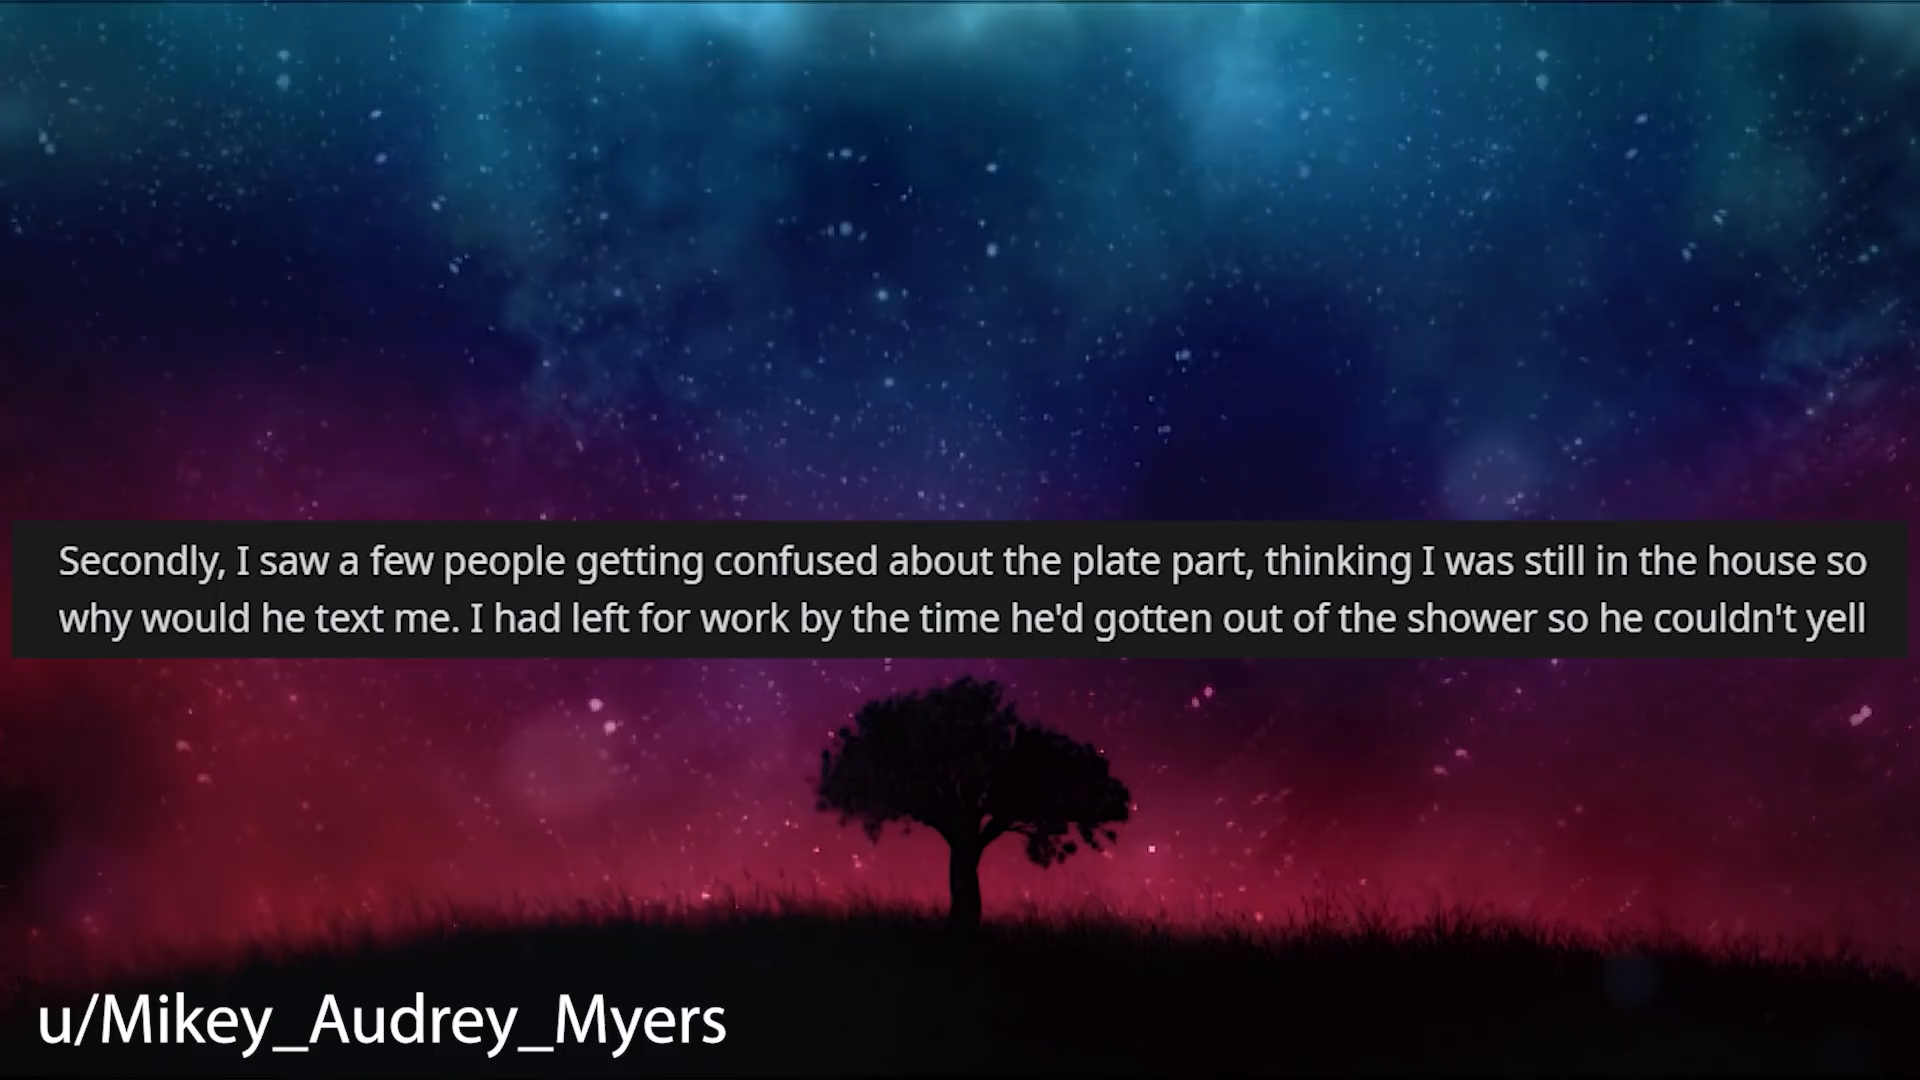 Secondly, I saw a few people getting confused about the plate part, thinking I was still in the house so
why would he text me. I had left for work by the time he'd gotten out of the shower so he couldn't yell
u/Mikey_Audrey_Myers